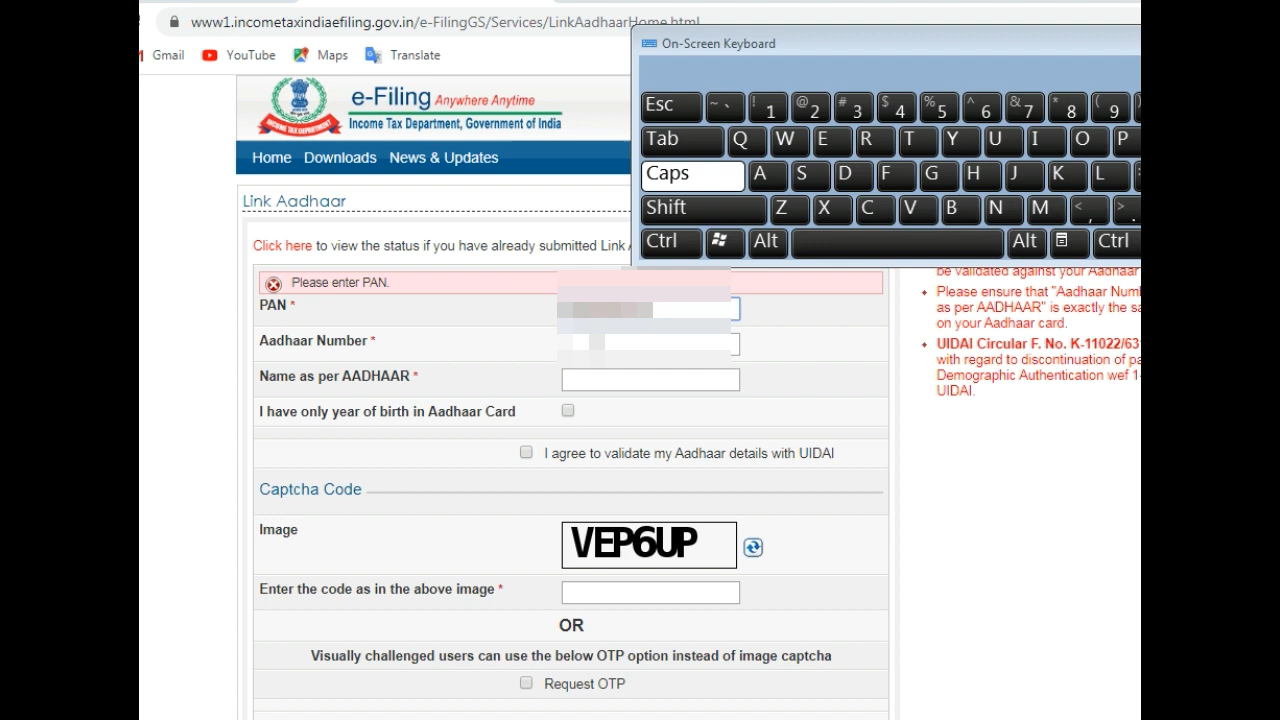 www1.incometaxindiaefiling.gov.in/e-FilingGS/Services/LinkAadhaarHome.html
Gmail YouTube Maps Translate
On-Screen Keyboard
Esc ~ ` ! 1 @ 2 # 3 $ 4 % 5 ^ 6 & 7 * 8 ( 9 )
Tab Q W E R T Y U I O P
Caps A S D F G H J K L
Shift Z X C V B N M < , > .
Ctrl Alt Alt Ctrl
INCOME TAX DEPARTMENT
e-Filing Anywhere Anytime
Income Tax Department, Government of India
Home Downloads News & Updates
Link Aadhaar
Click here to view the status if you have already submitted Link
Please enter PAN.
PAN *
Aadhaar Number *
Name as per AADHAAR *
I have only year of birth in Aadhaar Card
I agree to validate my Aadhaar details with UIDAI
Captcha Code
Image VEP6UP
Enter the code as in the above image *
OR
Visually challenged users can use the below OTP option instead of image captcha
Request OTP
be validated against your Aadhaar
Please ensure that "Aadhaar Num
as per AADHAAR" is exactly the sa
on your Aadhaar card.
UIDAI Circular F. No. K-11022/631
with regard to discontinuation of pa
Demographic Authentication wef 1-
UIDAI.